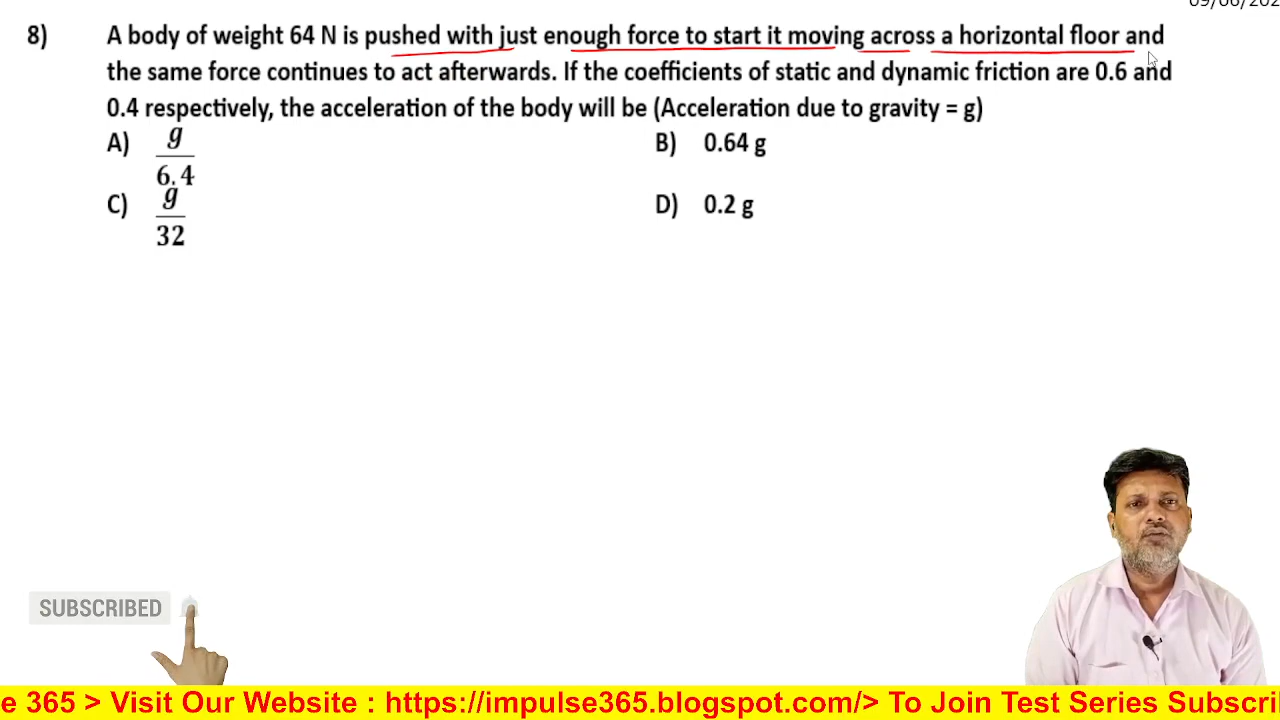 09/06/202
8) A body of weight 64 N is pushed with just enough force to start it moving across a horizontal floor and
the same force continues to act afterwards. If the coefficients of static and dynamic friction are 0.6 and
0.4 respectively, the acceleration of the body will be (Acceleration due to gravity = g)
A) g/6.4 B) 0.64 g
C) g/32 D) 0.2 g
SUBSCRIBED
e 365 > Visit Our Website : https://impulse365.blogspot.com/> To Join Test Series Subscri